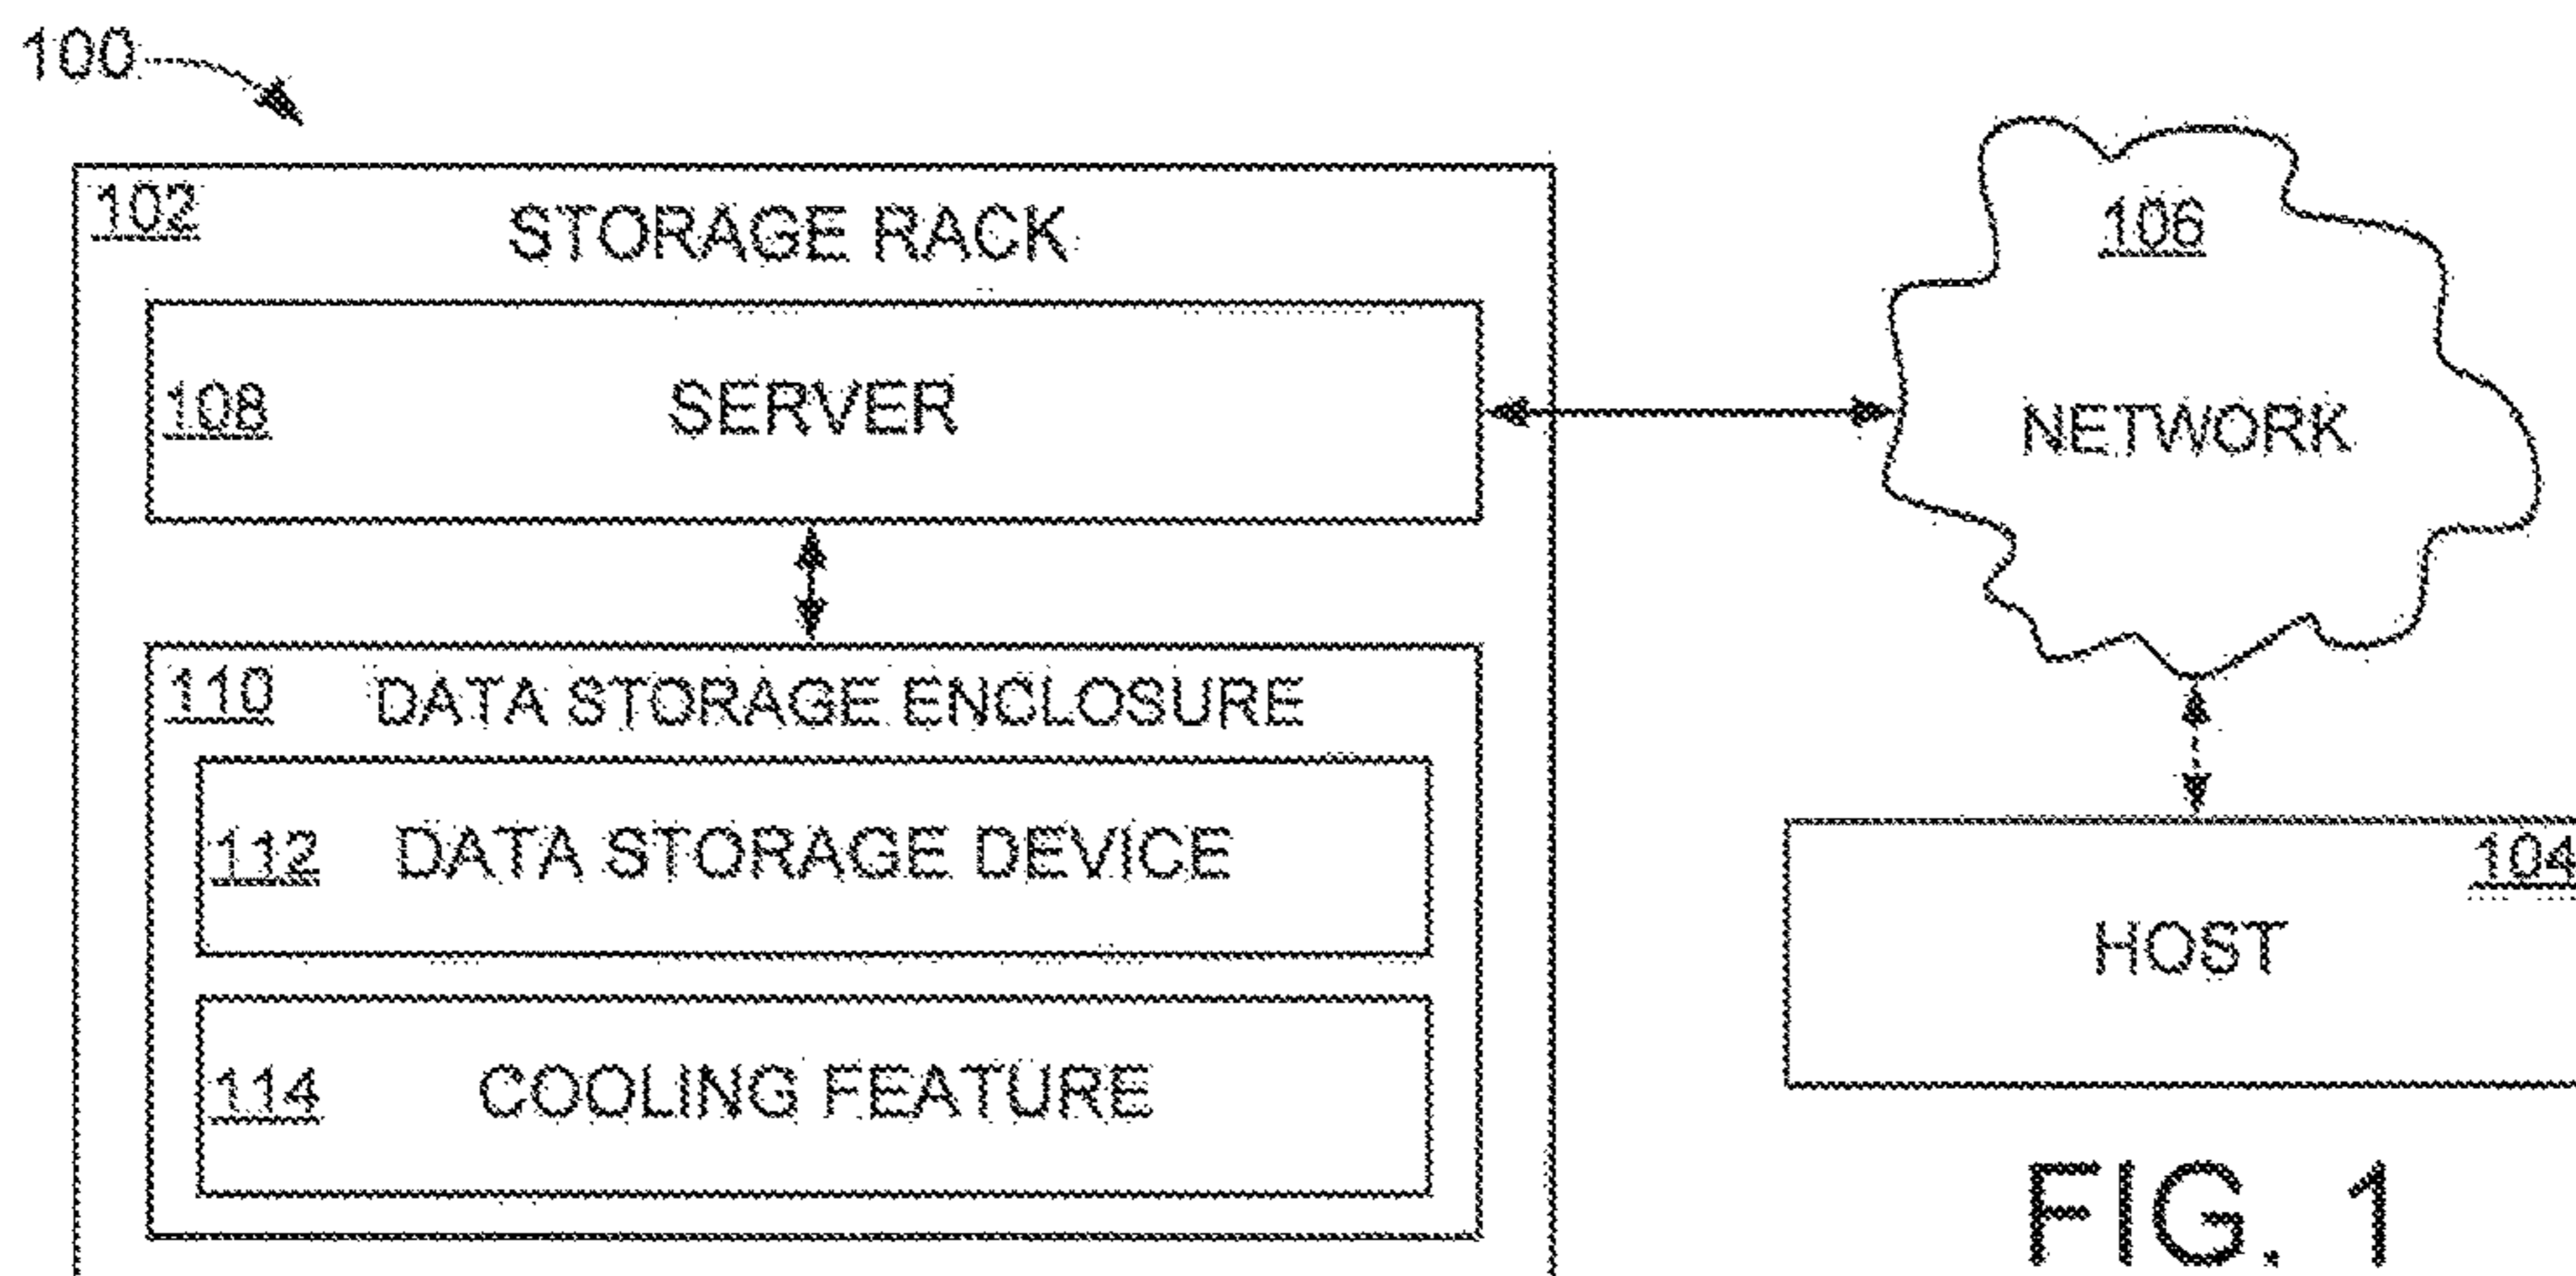 100
102 STORAGE RACK
108 SERVER
110 DATA STORAGE ENCLOSURE
112 DATA STORAGE DEVICE
114 COOLING FEATURE
106
NETWORK
104
HOST
FIG. 1